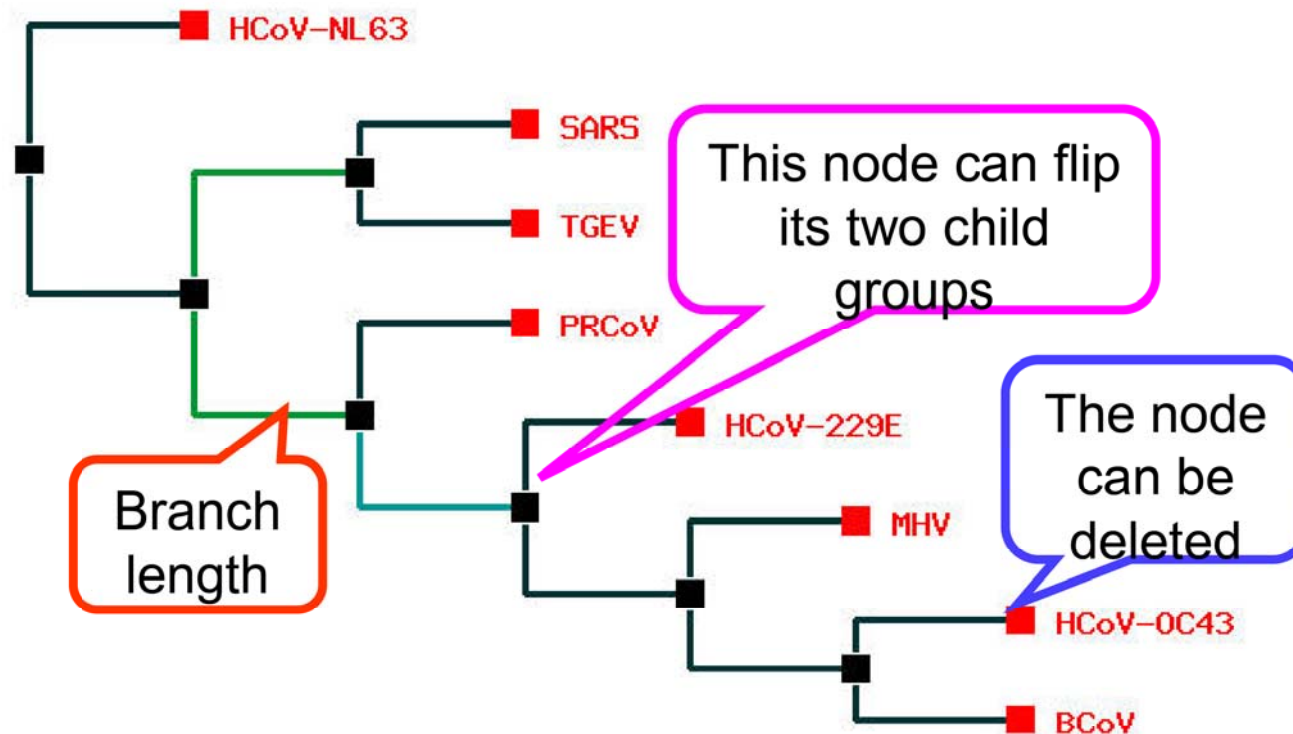 HCoV-NL63
SARS
TGEV
This node can flip
its two child
groups
PRCoV
HCoV-229E
Branch
length
MHV
The node
can be
deleted
HCoV-OC43
BCoV